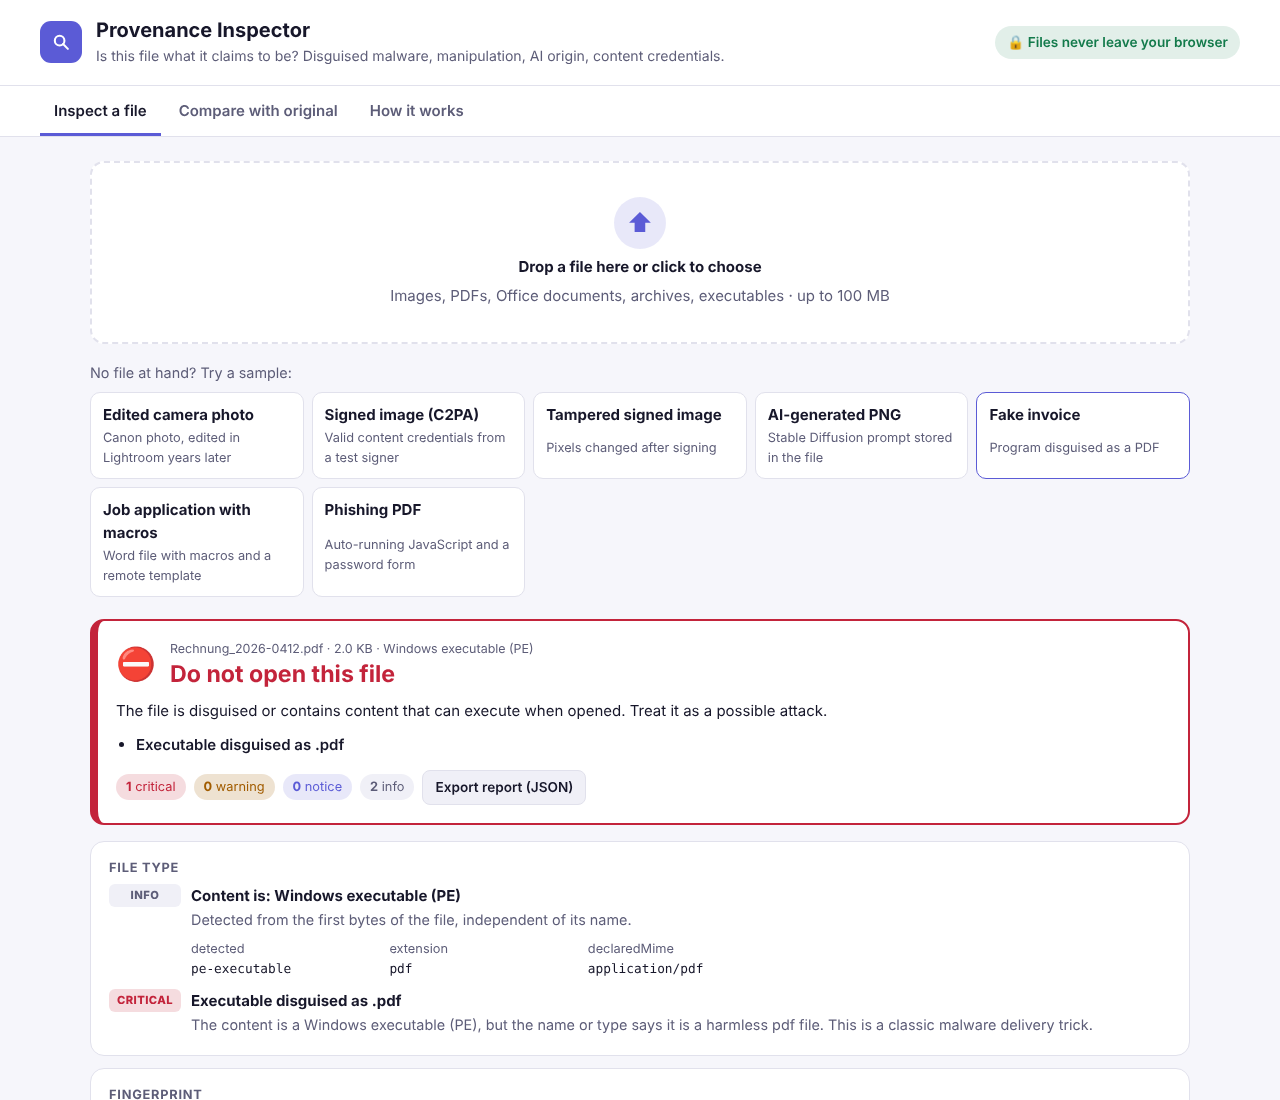 Provenance Inspector
Is this file what it claims to be? Disguised malware, manipulation, AI origin, content credentials.
🔒 Files never leave your browser
Inspect a file
Compare with original
How it works
Drop a file here or click to choose
Images, PDFs, Office documents, archives, executables · up to 100 MB
No file at hand? Try a sample:
Edited camera photo
Canon photo, edited in
Lightroom years later
Signed image (C2PA)
Valid content credentials from
a test signer
Tampered signed image
Pixels changed after signing
AI-generated PNG
Stable Diffusion prompt stored
in the file
Fake invoice
Program disguised as a PDF
Job application with
macros
Word file with macros and a
remote template
Phishing PDF
Auto-running JavaScript and a
password form
Rechnung_2026-0412.pdf · 2.0 KB · Windows executable (PE)
Do not open this file
The file is disguised or contains content that can execute when opened. Treat it as a possible attack.
• Executable disguised as .pdf
1 critical
0 warning
0 notice
2 info
Export report (JSON)
FILE TYPE
INFO
Content is: Windows executable (PE)
Detected from the first bytes of the file, independent of its name.
detected
extension
declaredMime
pe-executable
pdf
application/pdf
CRITICAL
Executable disguised as .pdf
The content is a Windows executable (PE), but the name or type says it is a harmless pdf file. This is a classic malware delivery trick.
FINGERPRINT